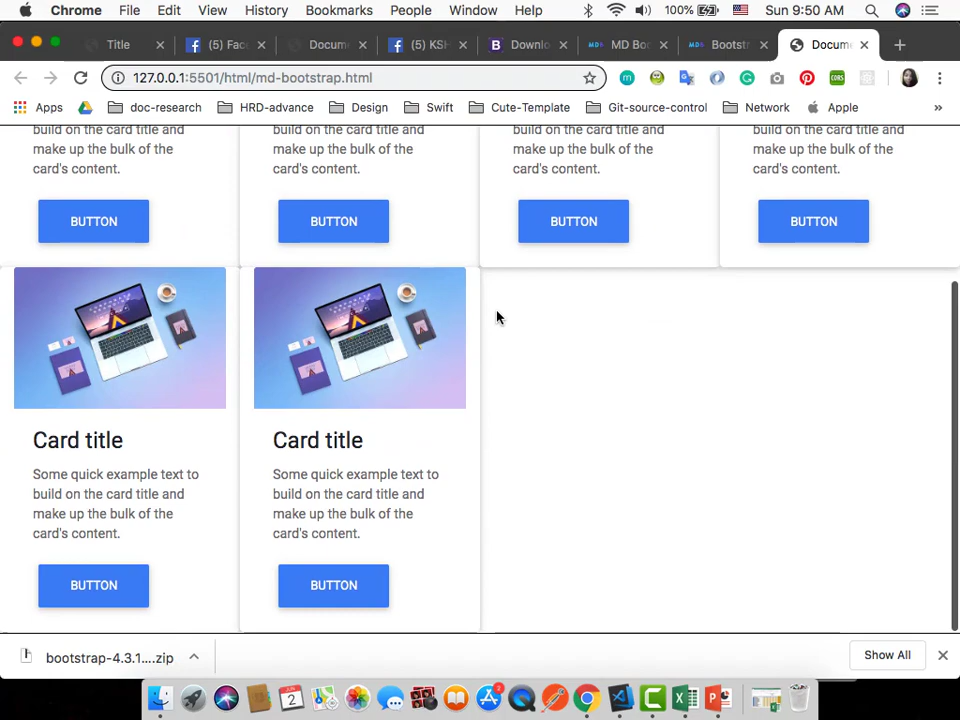 Chrome File Edit View History Bookmarks People Window Help 100% Sun 9:50 AM
Title (5) Fac Docum (5) KSH Downlo MD Boo Bootst Docum
127.0.0.1:5501/html/md-bootstrap.html
Apps doc-research HRD-advance Design Swift Cute-Template Git-source-control Network Apple »
build on the card title and
make up the bulk of the
card's content.
BUTTON
build on the card title and
make up the bulk of the
card's content.
BUTTON
build on the card title and
make up the bulk of the
card's content.
BUTTON
build on the card title and
make up the bulk of the
card's content.
BUTTON
Card title
Some quick example text to
build on the card title and
make up the bulk of the
card's content.
BUTTON
Card title
Some quick example text to
build on the card title and
make up the bulk of the
card's content.
BUTTON
bootstrap-4.3.1....zip
Show All